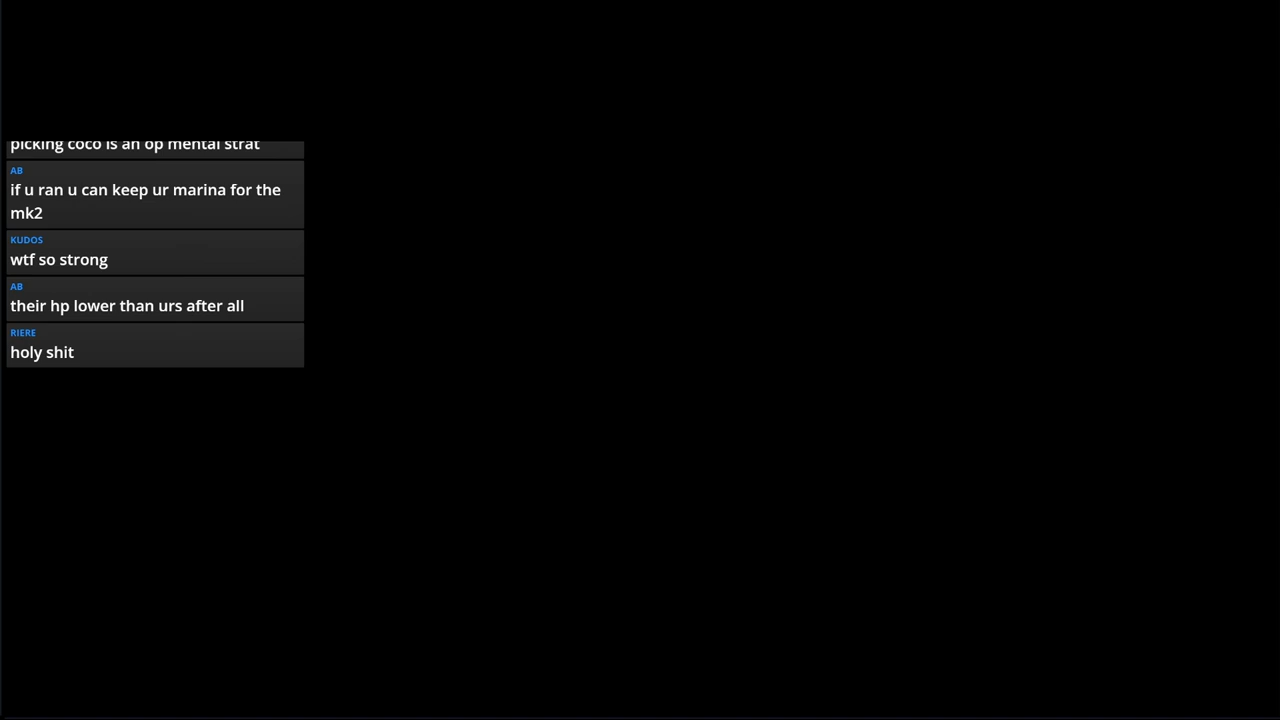 picking coco is an op mental strat
AB
if u ran u can keep ur marina for the
mk2
KUDOS
wtf so strong
AB
their hp lower than urs after all
RIERE
holy shit